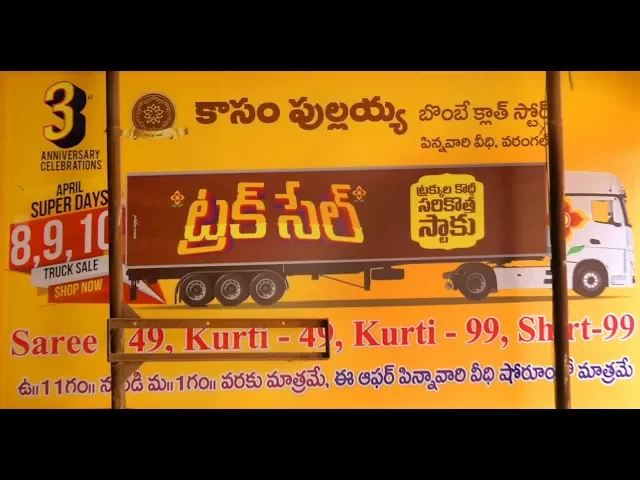 3rd
ANNIVERSARY
CELEBRATIONS
కాసం పుల్లయ్య బొంబే క్లాత్ స్టోర్
పిన్నవారి వీధి, వరంగల్
APRIL
SUPER DAYS
8, 9, 10
TRUCK SALE
SHOP NOW
ట్రక్ సేల్
ట్రక్కుల కొద్దీ
సరికొత్త
స్టాకు
Saree - 49, Kurti - 49, Kurti - 99, Shirt-99
ఉ॥11గం॥ నుండి మ॥1గం॥ వరకు మాత్రమే, ఈ ఆఫర్ పిన్నవారి వీధి షోరూంలో మాత్రమే